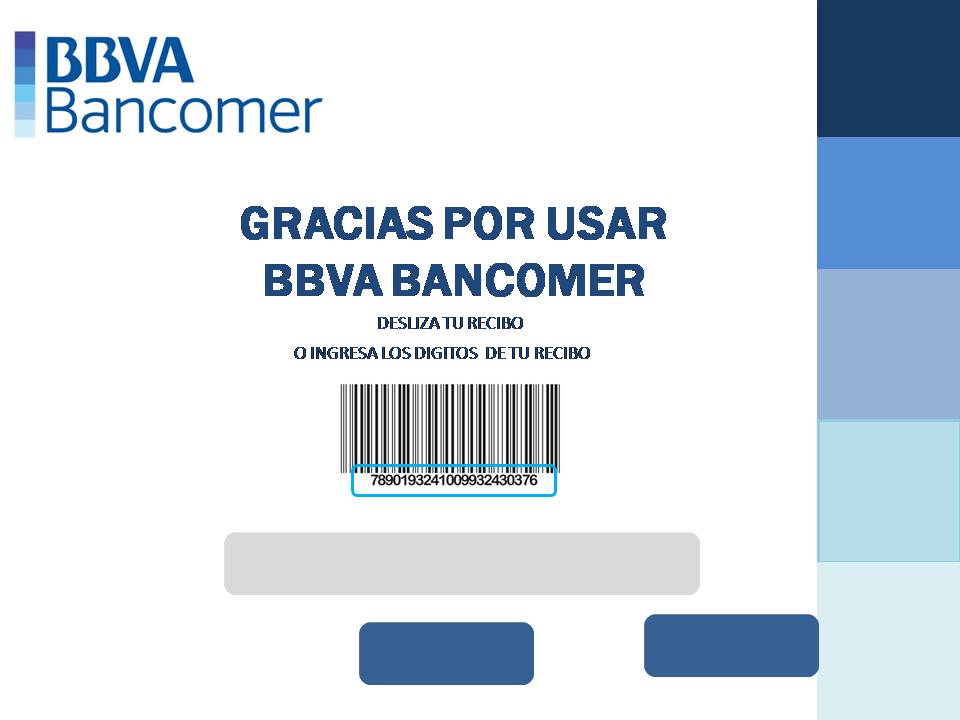 BBVA
Bancomer
GRACIAS POR USAR
BBVA BANCOMER
DESLIZA TU RECIBO
O INGRESA LOS DIGITOS DE TU RECIBO
7890193241009932430376